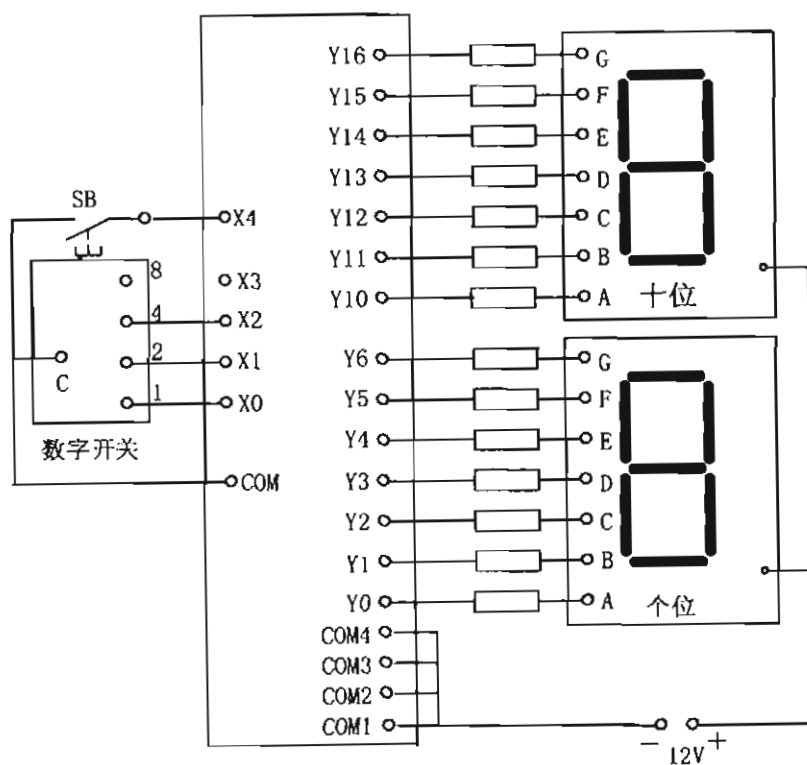 Y16 G
Y15 F
Y14 E
Y13 D
SB
X4 Y12 C
8 X3 Y11 B
Y10 A 十位
4 X2
2 X1 Y6 G
C
1 X0 Y5 F
数字开关 Y4 E
COM Y3 D
Y2 C
Y1 B
Y0 A 个位
COM4
COM3
COM2
COM1 - 12V +